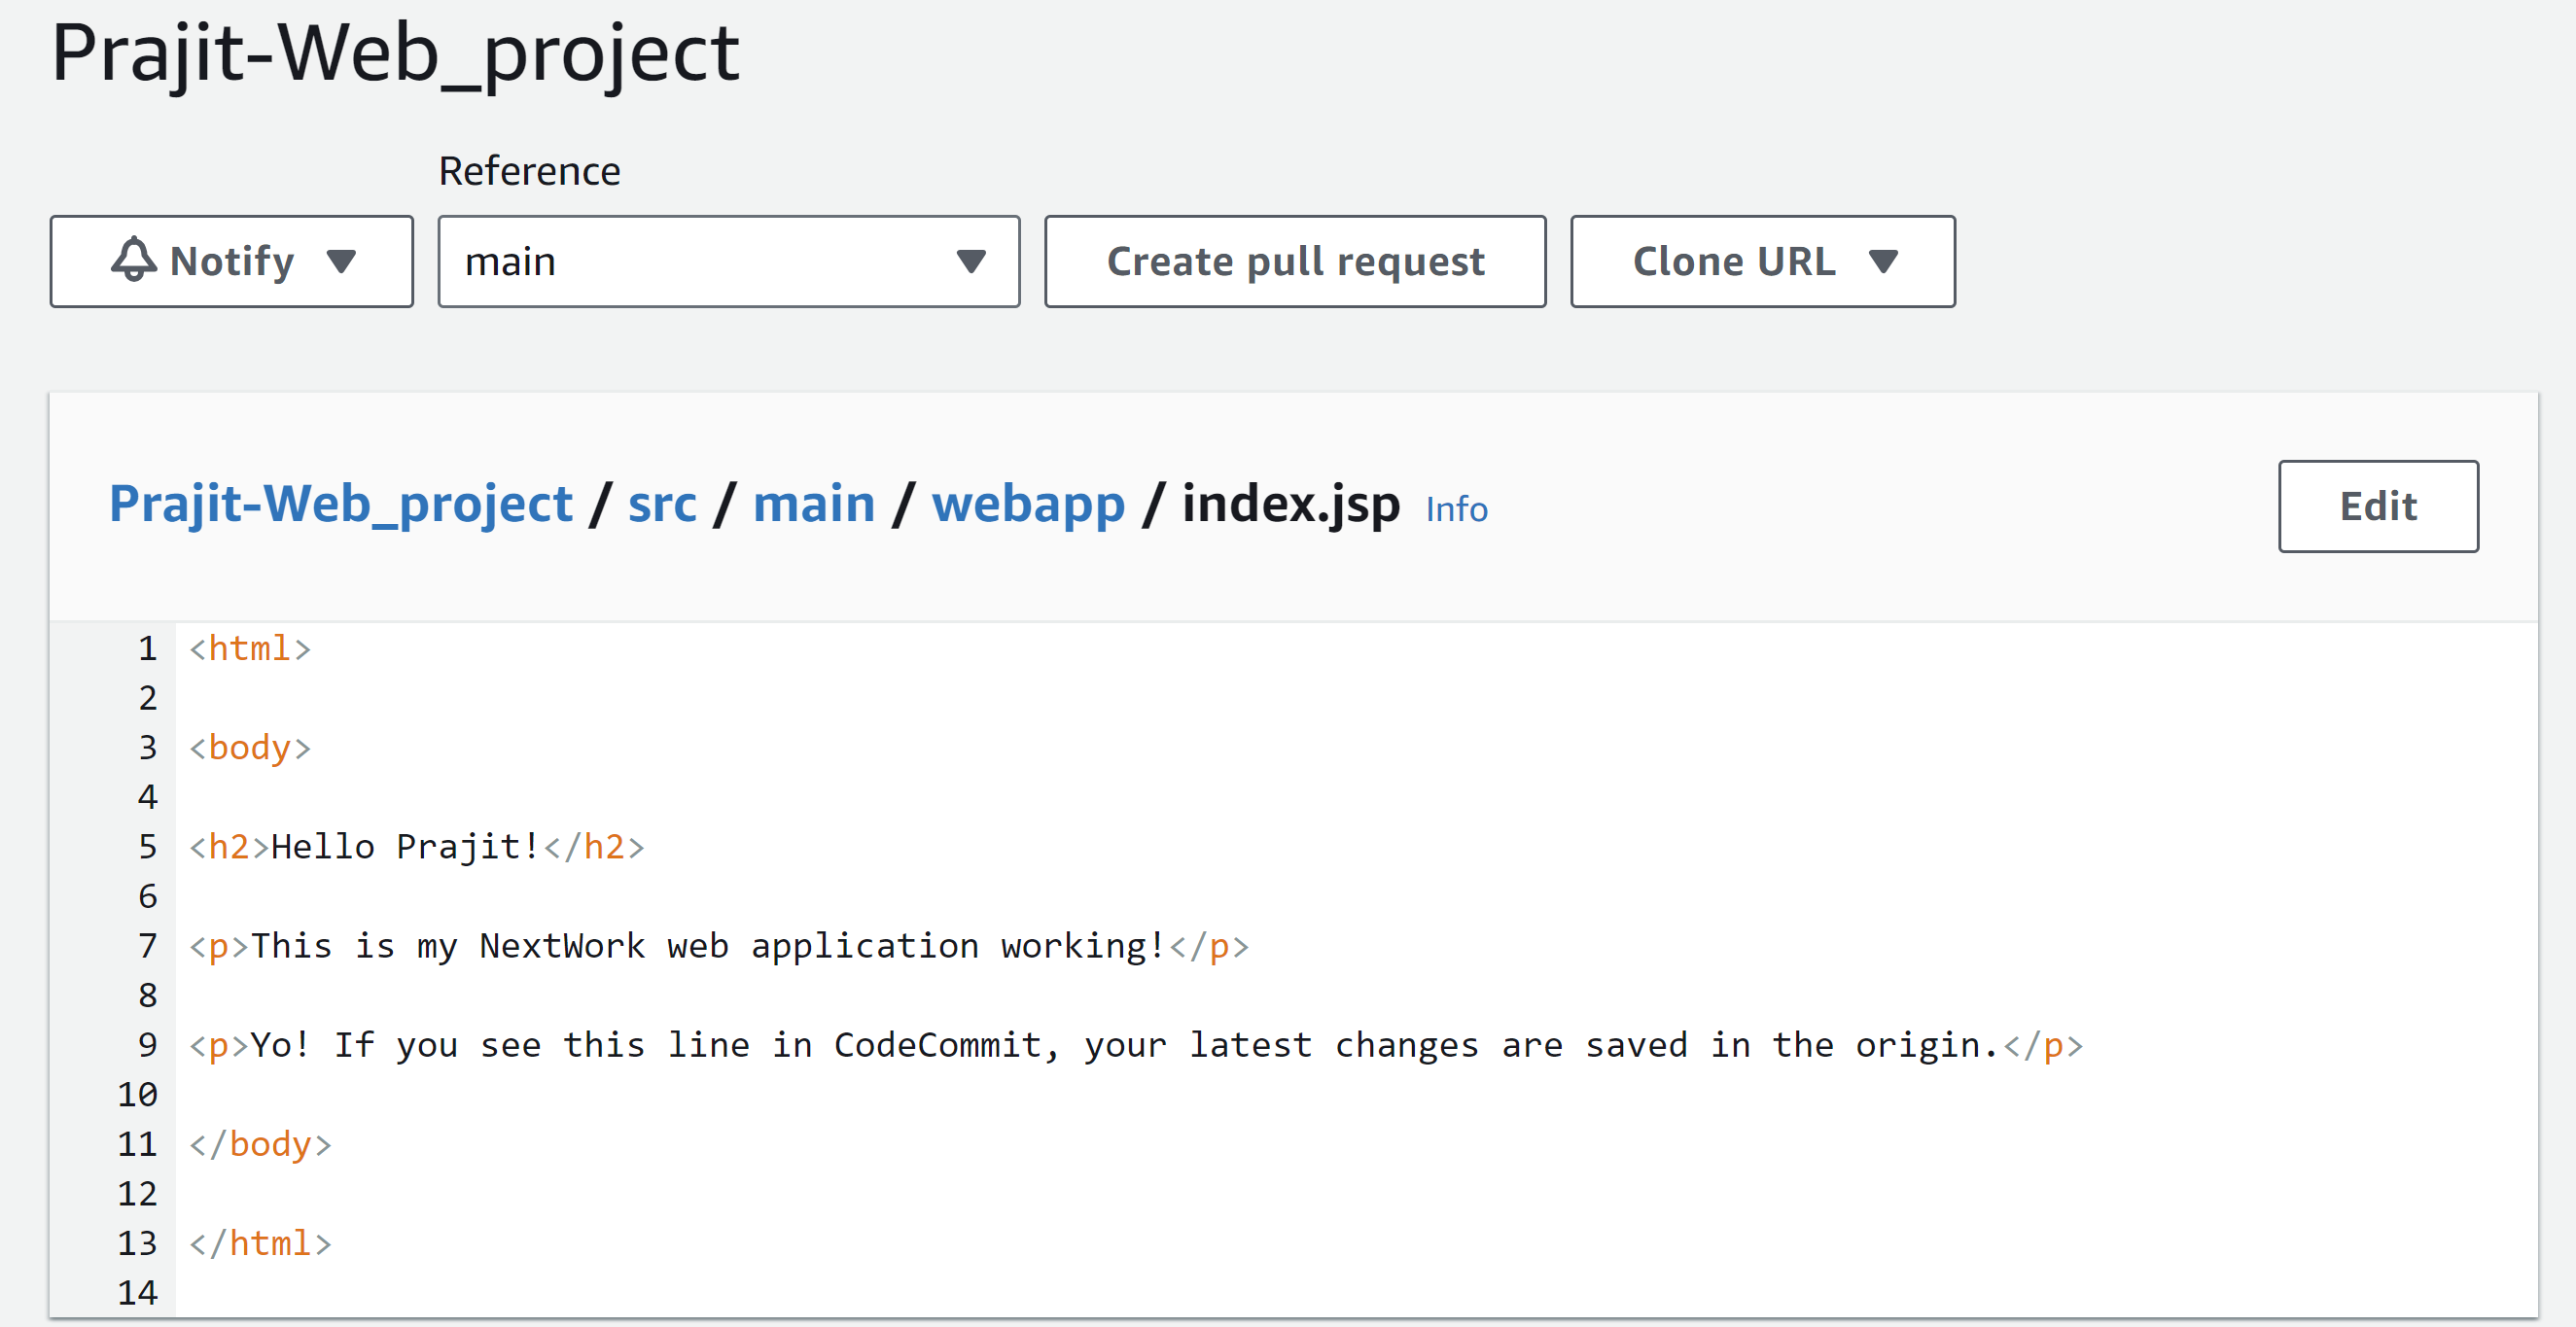 Prajit-Web_project
Reference
Notify
main
Create pull request
Clone URL
Prajit-Web_project / src / main / webapp / index.jsp Info
Edit
1 <html>
2
3 <body>
4
5 <h2>Hello Prajit!</h2>
6
7 <p>This is my NextWork web application working!</p>
8
9 <p>Yo! If you see this line in CodeCommit, your latest changes are saved in the origin.</p>
10
11 </body>
12
13 </html>
14